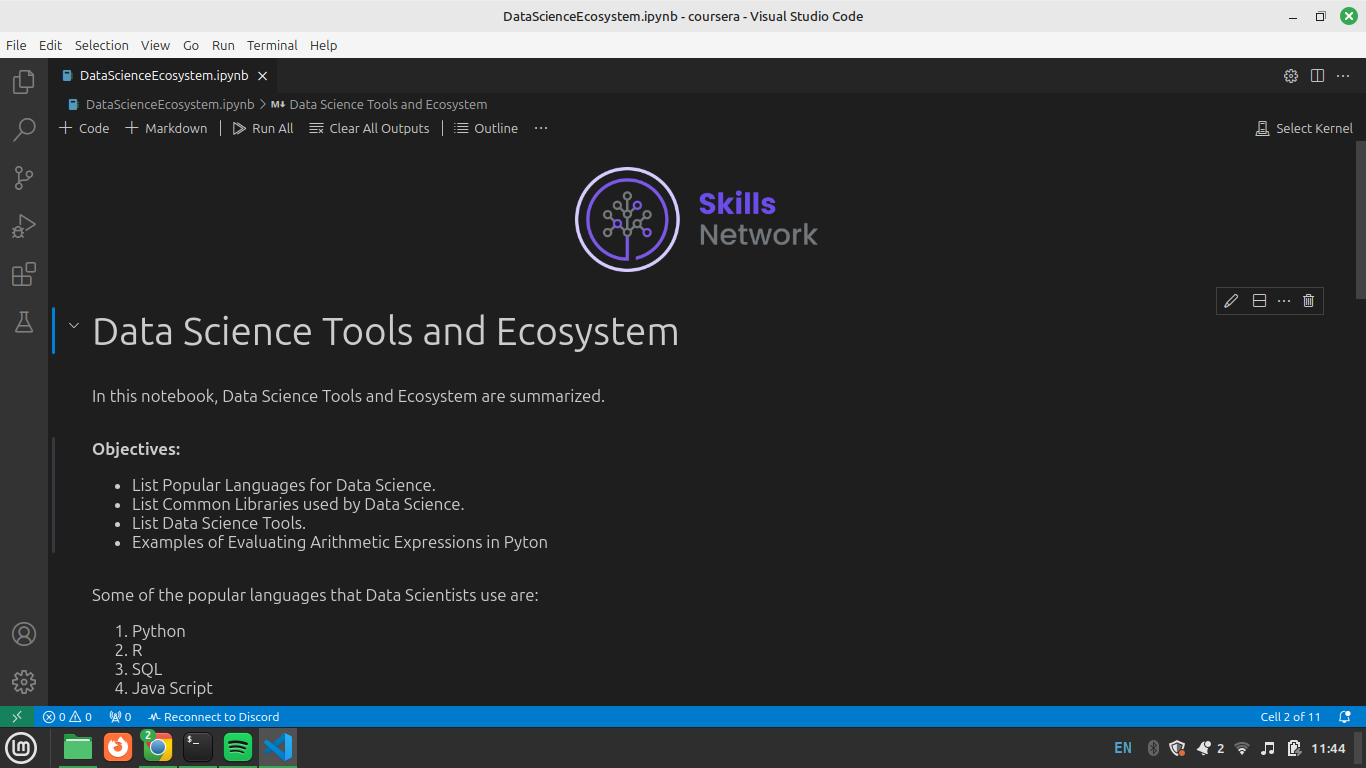 DataScienceEcosystem.ipynb - coursera - Visual Studio Code
File Edit Selection View Go Run Terminal Help
DataScienceEcosystem.ipynb
DataScienceEcosystem.ipynb > M↓ Data Science Tools and Ecosystem
+ Code + Markdown | Run All Clear All Outputs | Outline ··· Select Kernel
Skills
Network
Data Science Tools and Ecosystem
In this notebook, Data Science Tools and Ecosystem are summarized.
Objectives:
• List Popular Languages for Data Science.
• List Common Libraries used by Data Science.
• List Data Science Tools.
• Examples of Evaluating Arithmetic Expressions in Pyton
Some of the popular languages that Data Scientists use are:
1. Python
2. R
3. SQL
4. Java Script
0 0 0 Reconnect to Discord Cell 2 of 11
2 $_ EN 2 11:44